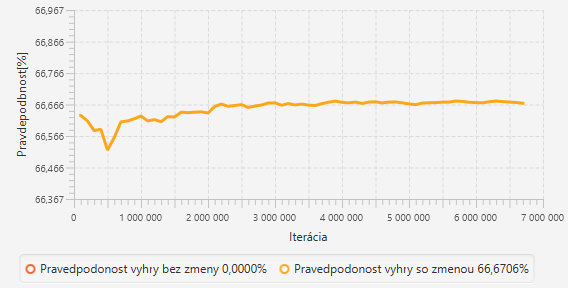 66,967
66,866
66,766
66,666
66,566
66,466
66,367
Pravdepodbnost[%]
0
1 000 000
2 000 000
3 000 000
4 000 000
5 000 000
6 000 000
7 000 000
Iterácia
Pravedpodonost vyhry bez zmeny 0,0000%
Pravedpodonost vyhry so zmenou 66,6706%